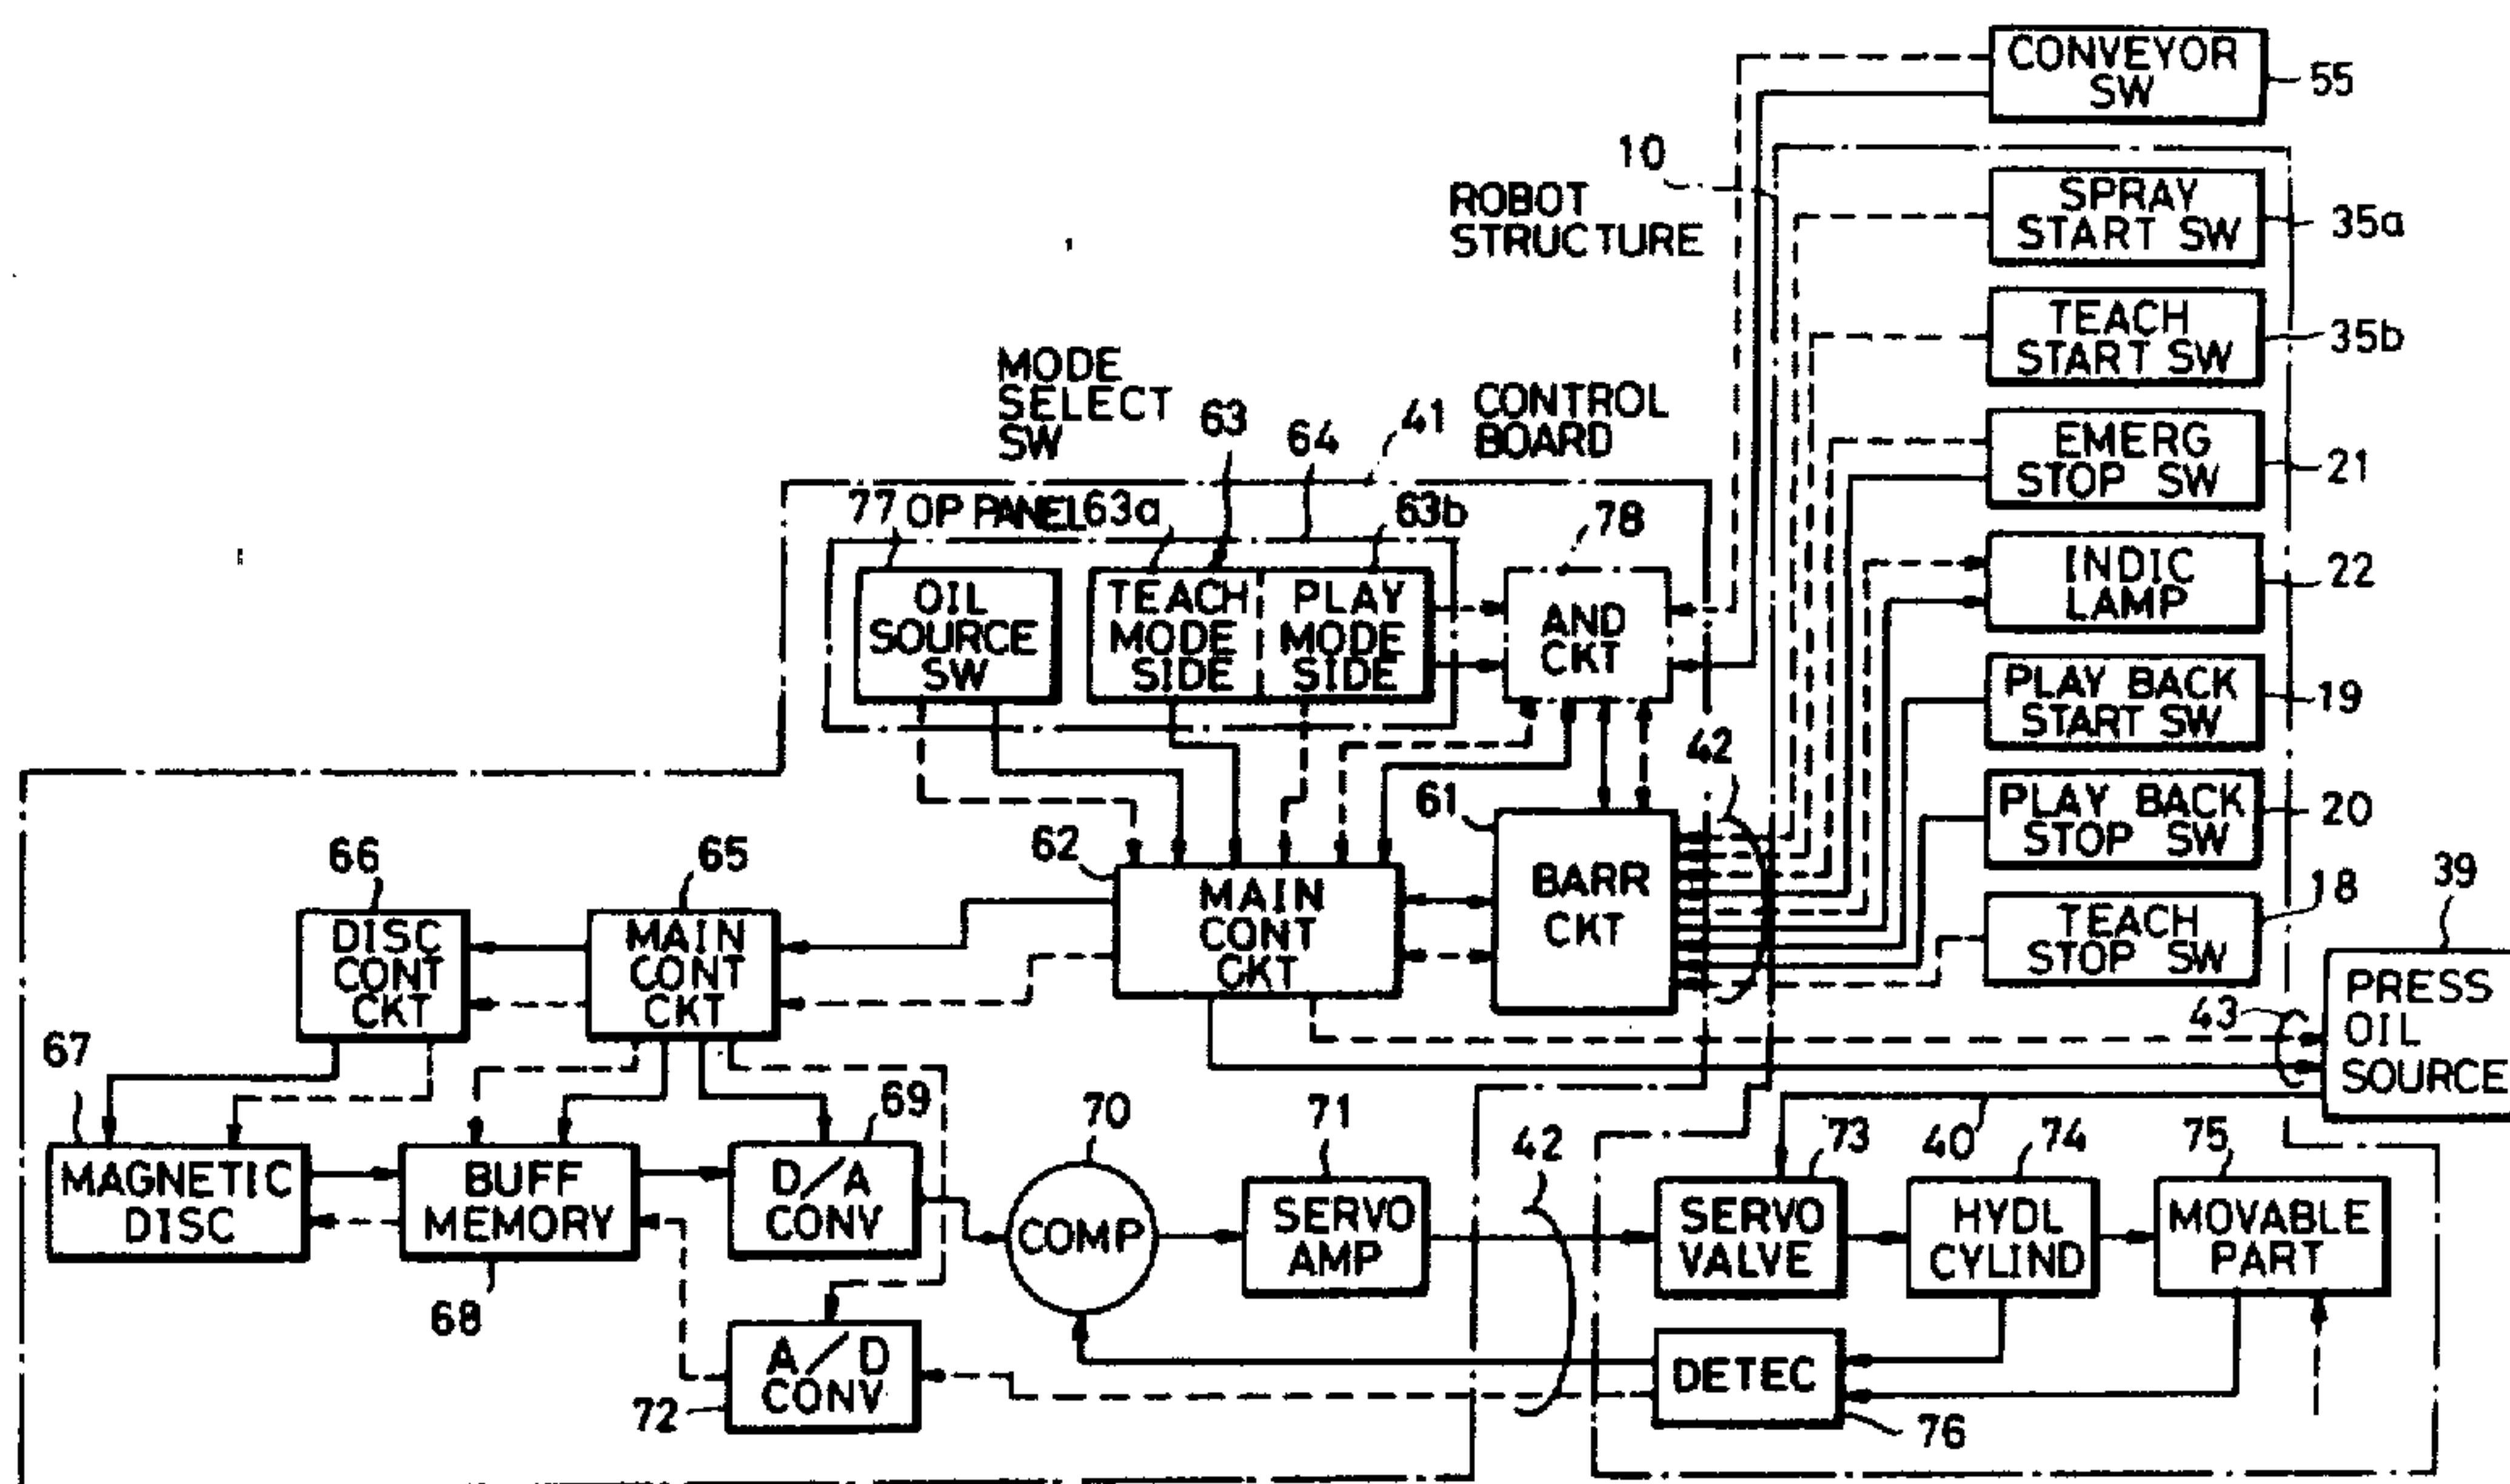 CONVEYOR
SW
55
10
ROBOT
STRUCTURE
SPRAY
START SW
35a
TEACH
START SW
35b
MODE
SELECT
SW
63
64
41
CONTROL
BOARD
EMERG
STOP SW
21
77
OP PANEL
63a
63b
78
INDIC
LAMP
22
OIL
SOURCE
SW
TEACH
MODE
SIDE
PLAY
MODE
SIDE
AND
CKT
PLAY BACK
START SW
19
42
61
PLAY BACK
STOP SW
20
62
66
65
39
DISC
CONT
CKT
MAIN
CONT
CKT
MAIN
CONT
CKT
BARR
CKT
TEACH
STOP SW
18
PRESS
OIL
SOURCE
43
67
69
70
71
42
73
40
74
75
MAGNETIC
DISC
BUFF
MEMORY
D/A
CONV
COMP
SERVO
AMP
SERVO
VALVE
HYDL
CYLIND
MOVABLE
PART
68
A/D
CONV
72
DETEC
76